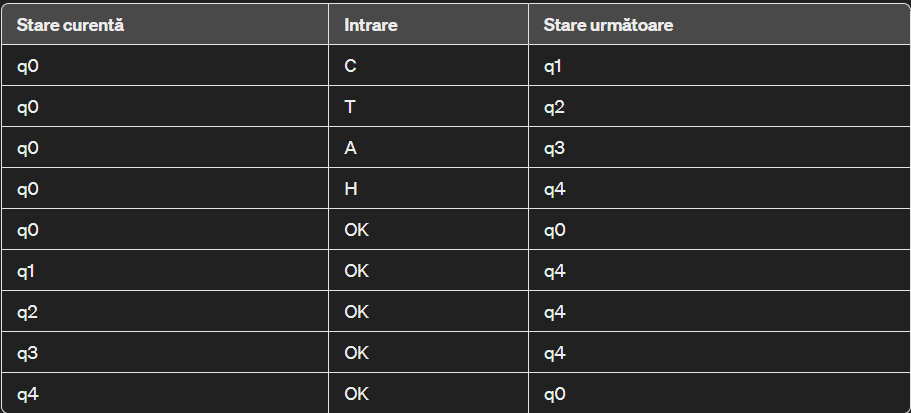 Stare curentă Intrare Stare următoare
q0 C q1
q0 T q2
q0 A q3
q0 H q4
q0 OK q0
q1 OK q4
q2 OK q4
q3 OK q4
q4 OK q0